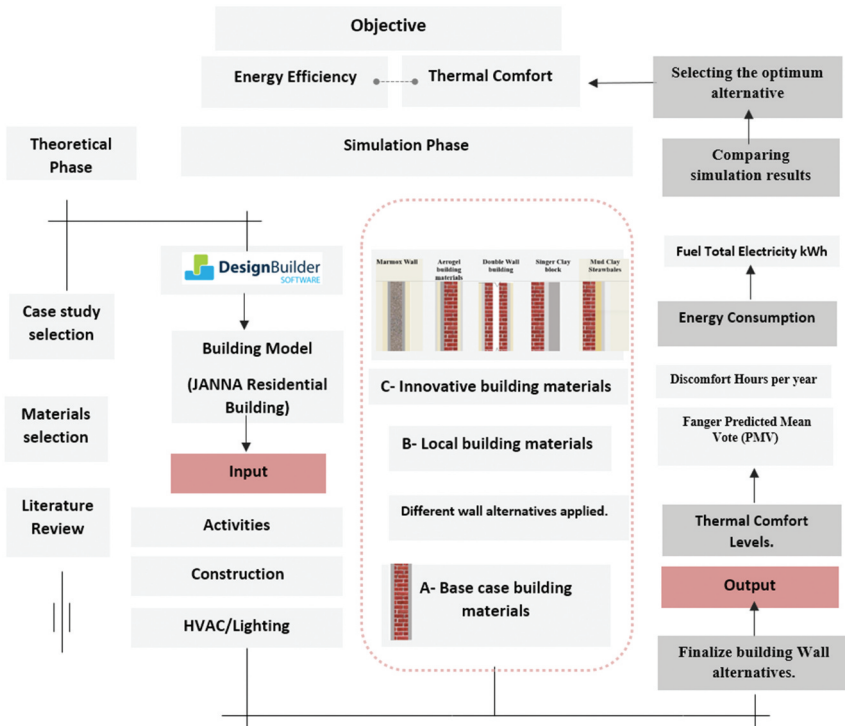 Objective
Energy Efficiency
Thermal Comfort
Selecting the optimum
alternative
Theoretical
Phase
Simulation Phase
Comparing
simulation results
DesignBuilder
SOFTWARE
Marmox Wall
Aerogel
building
materials
Double Wall
building
Singer Clay
block
Mud Clay
Strawbales
Fuel Total Electricity kWh
Case study
selection
Building Model
(JANNA Residential
Building)
Energy Consumption
C- Innovative building materials
Discomfort Hours per year
Materials
selection
B- Local building materials
Fanger Predicted Mean
Vote (PMV)
Input
Literature
Review
Activities
Different wall alternatives applied.
Thermal Comfort
Levels.
Construction
A- Base case building
materials
Output
HVAC/Lighting
Finalize building Wall
alternatives.